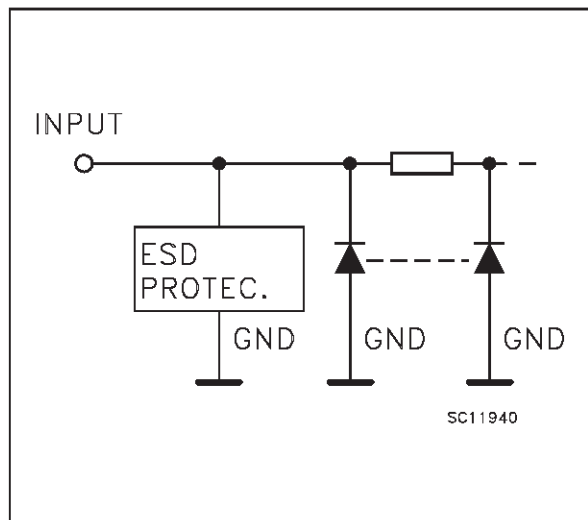 INPUT
ESD
PROTEC.
GND
GND
GND
SC11940